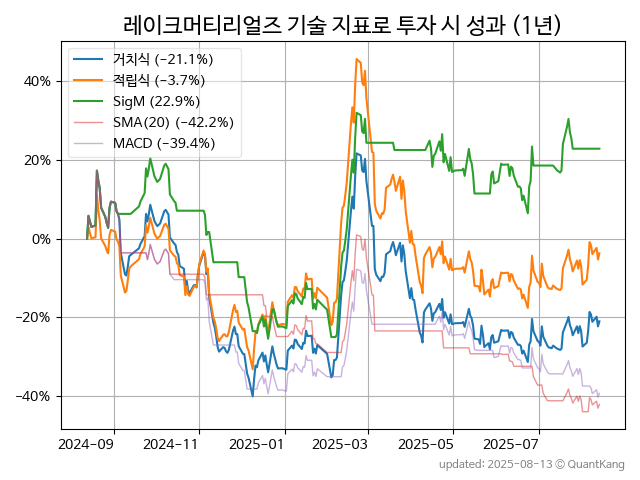 레이크머티리얼즈 기술 지표로 투자 시 성과 (1년)
거치식 (−21.1%)
적립식 (−3.7%)
SigM (22.9%)
SMA(20) (−42.2%)
MACD (−39.4%)
40%
20%
0%
−20%
−40%
2024-09 2024-11 2025-01 2025-03 2025-05 2025-07
updated: 2025-08-13 © QuantKang